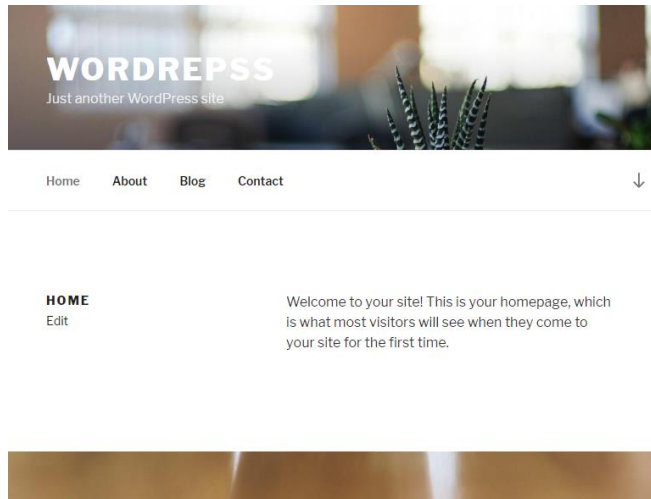 WORDREPSS
Just another WordPress site
Home About Blog Contact
HOME
Edit
Welcome to your site! This is your homepage, which
is what most visitors will see when they come to
your site for the first time.